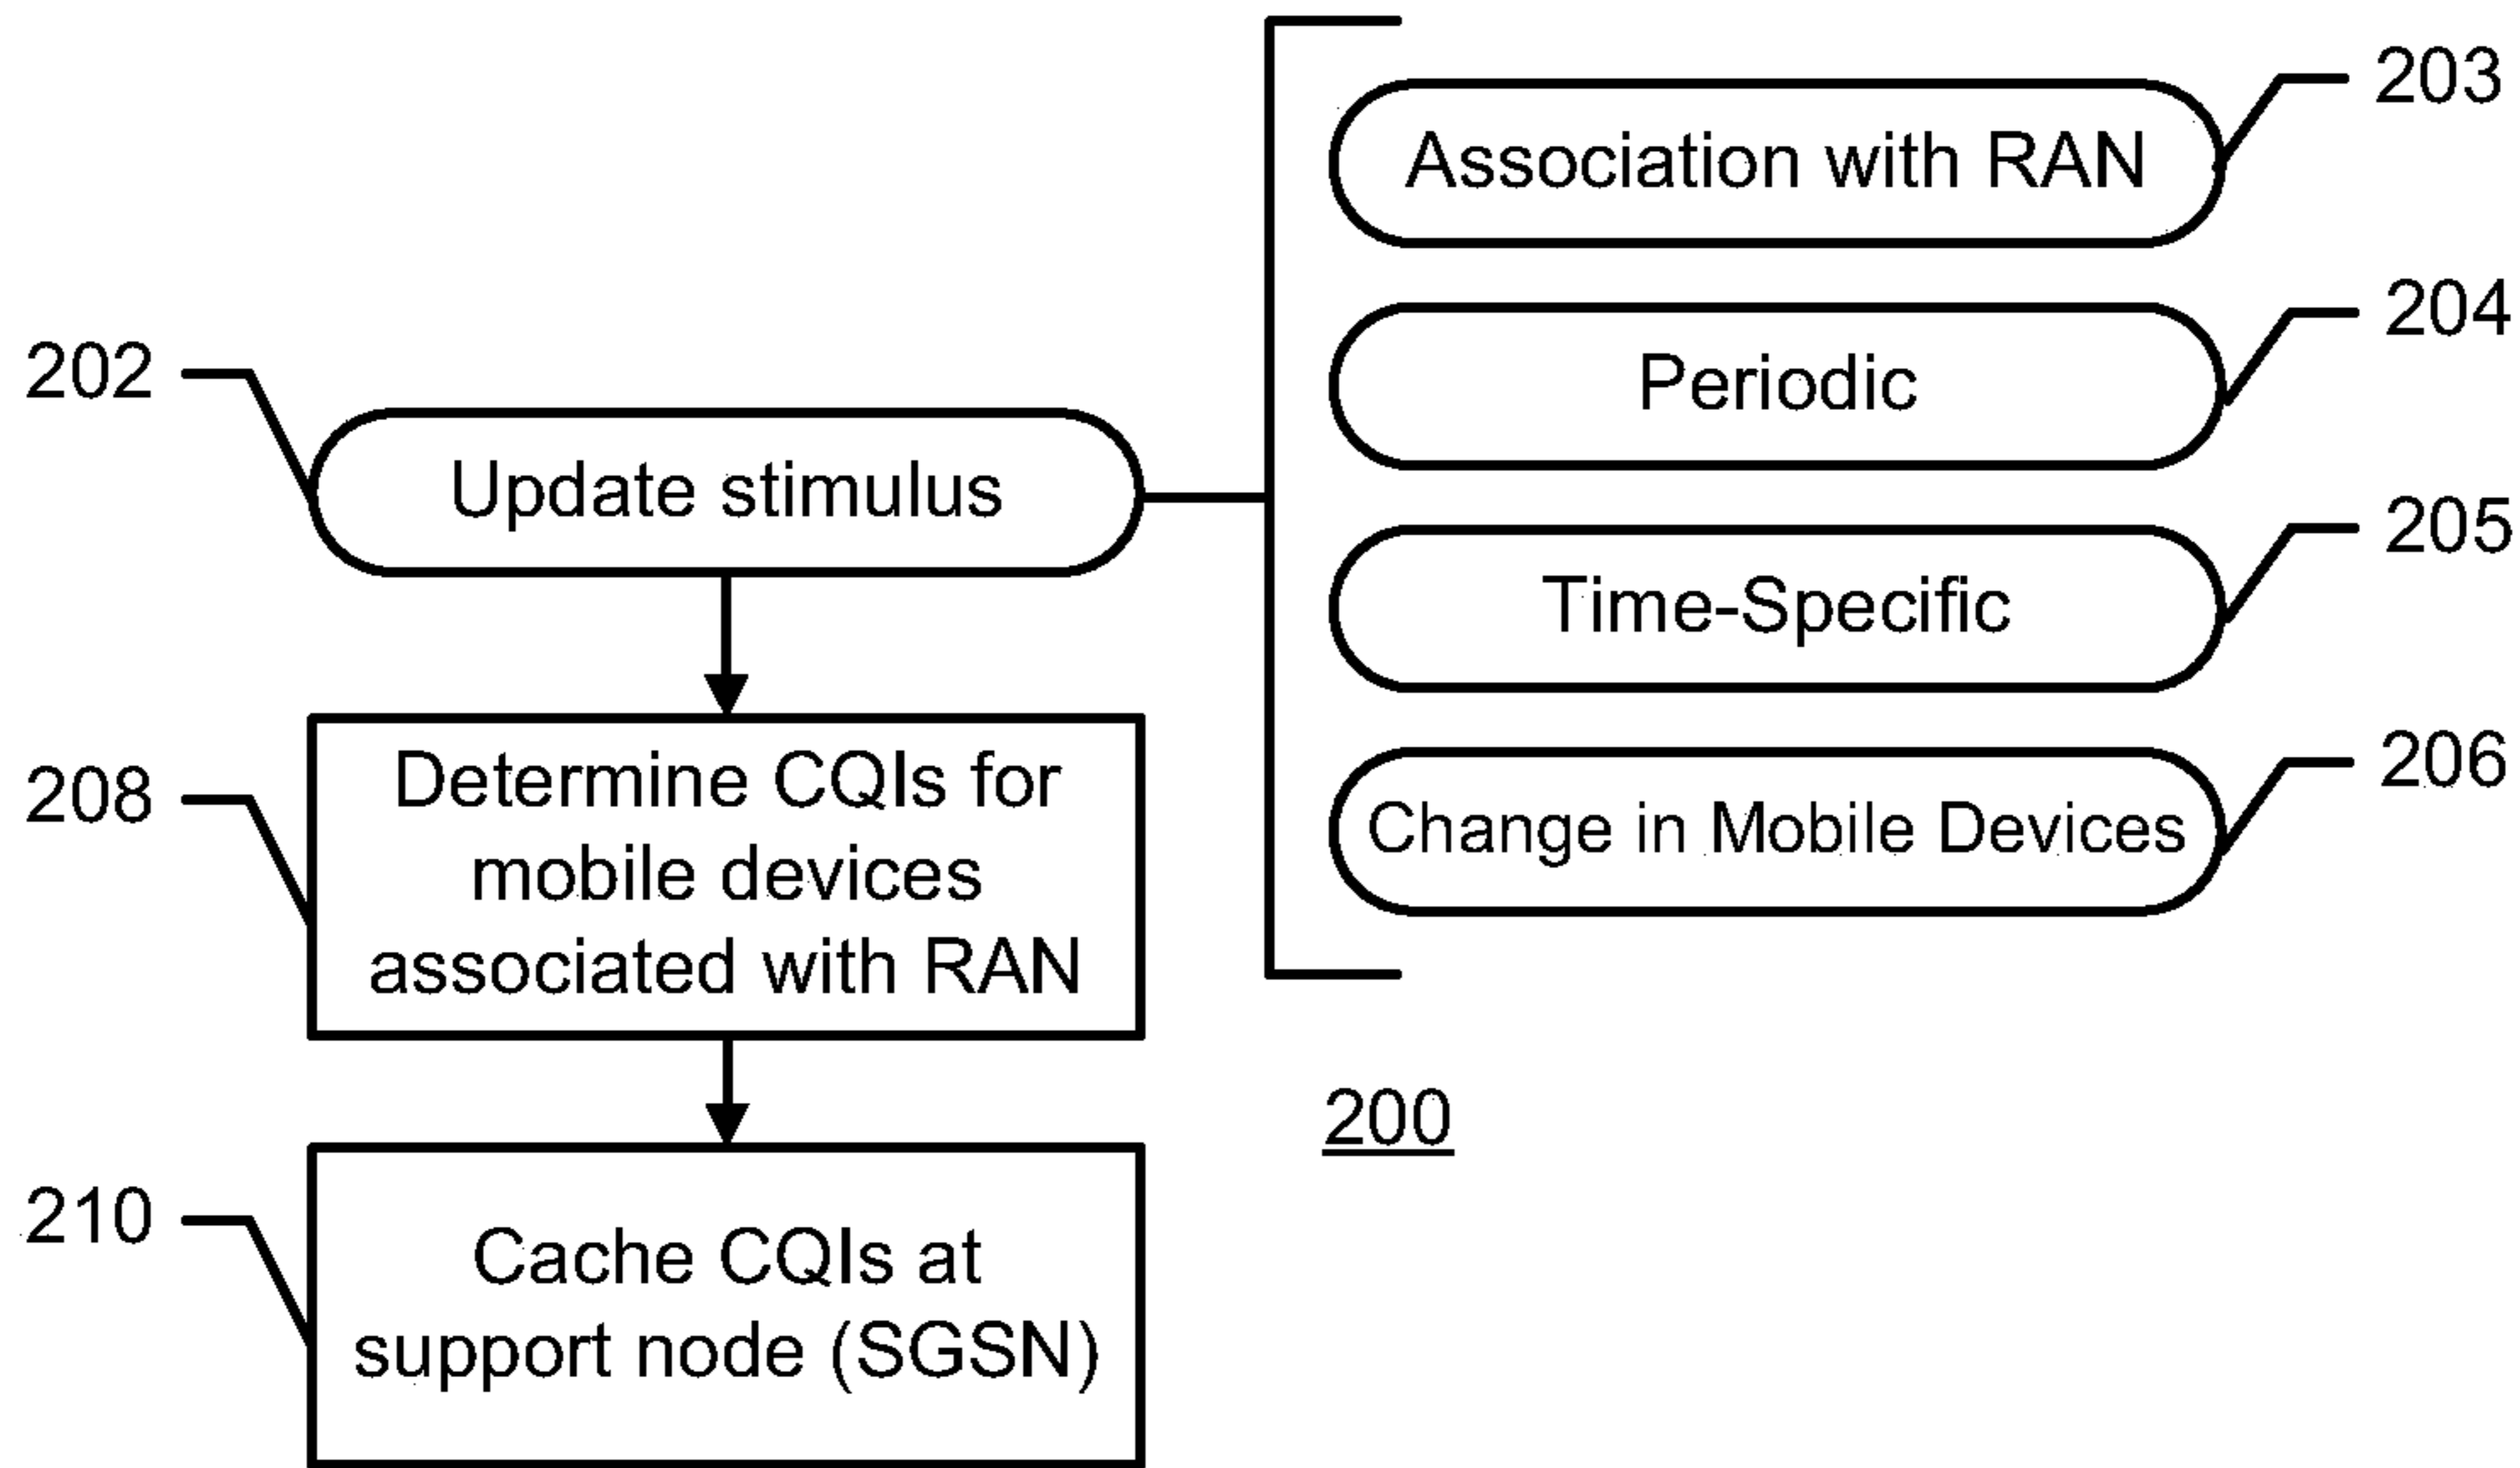 203
Association with RAN
204
Periodic
202
Update stimulus
205
Time-Specific
206
Change in Mobile Devices
208
Determine CQIs for
mobile devices
associated with RAN
200
210
Cache CQIs at
support node (SGSN)